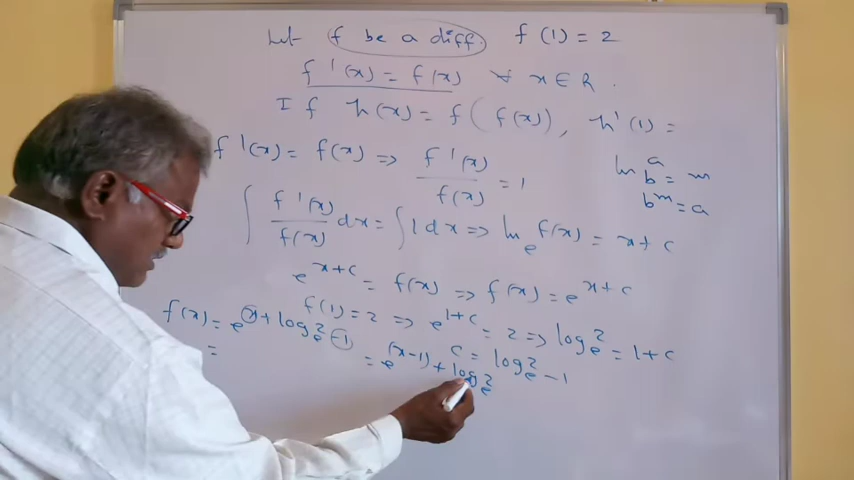 Let f be a diff. f(1) = 2
f'(x) = f(x) ∀ x ∈ R.
If h(x) = f(f(x)), h'(1) =
f'(x) = f(x) ⇒ f'(x)/f(x) = 1
ln_b a = m
b^m = a
∫ f'(x)/f(x) dx = ∫ 1 dx ⇒ ln_e f(x) = x + c
e^(x+c) = f(x) ⇒ f(x) = e^(x+c)
f(1) = 2 ⇒ e^(1+c) = 2 ⇒ log_e 2 = 1 + c
c = log_e 2 - 1
f(x) = e^(x + log_e 2 - 1)
= = e^((x-1) + log_e 2)